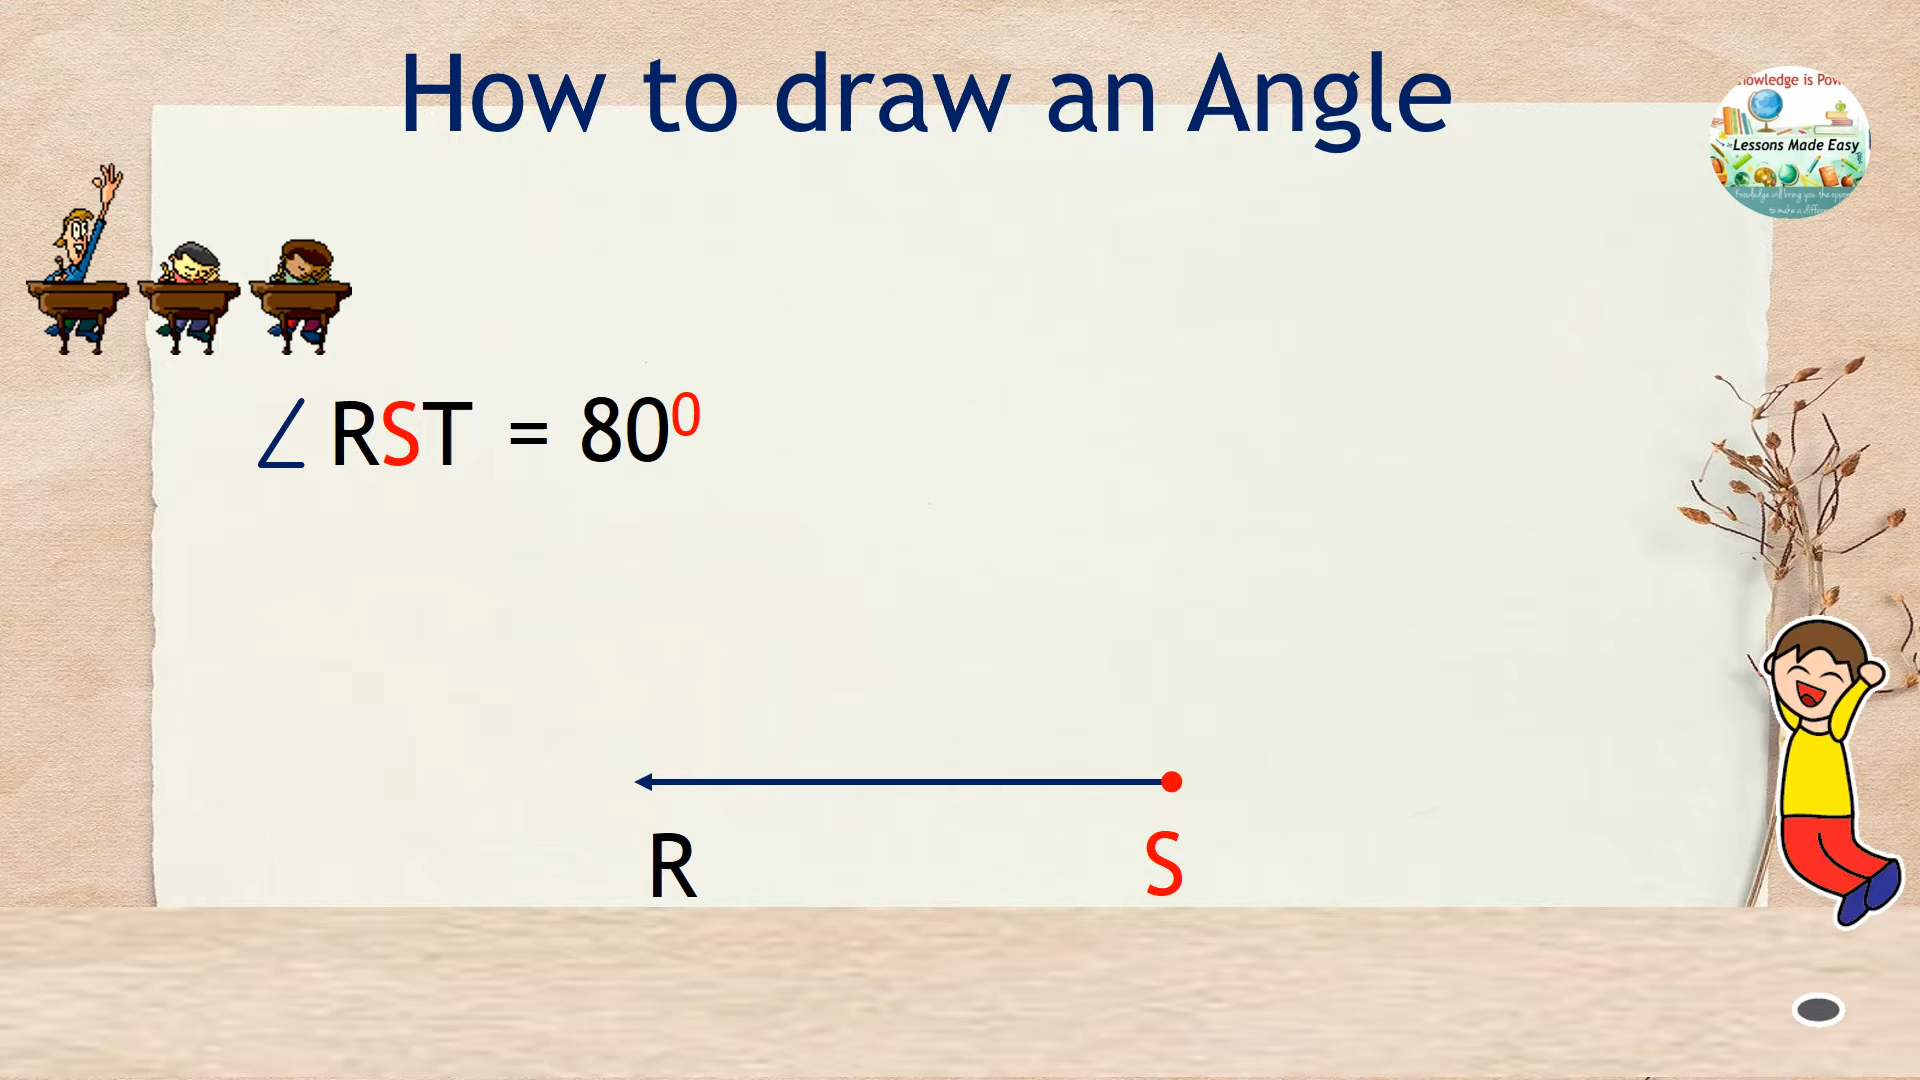 How to draw an Angle
Lessons Made Easy
∠ RST = 80⁰
R S